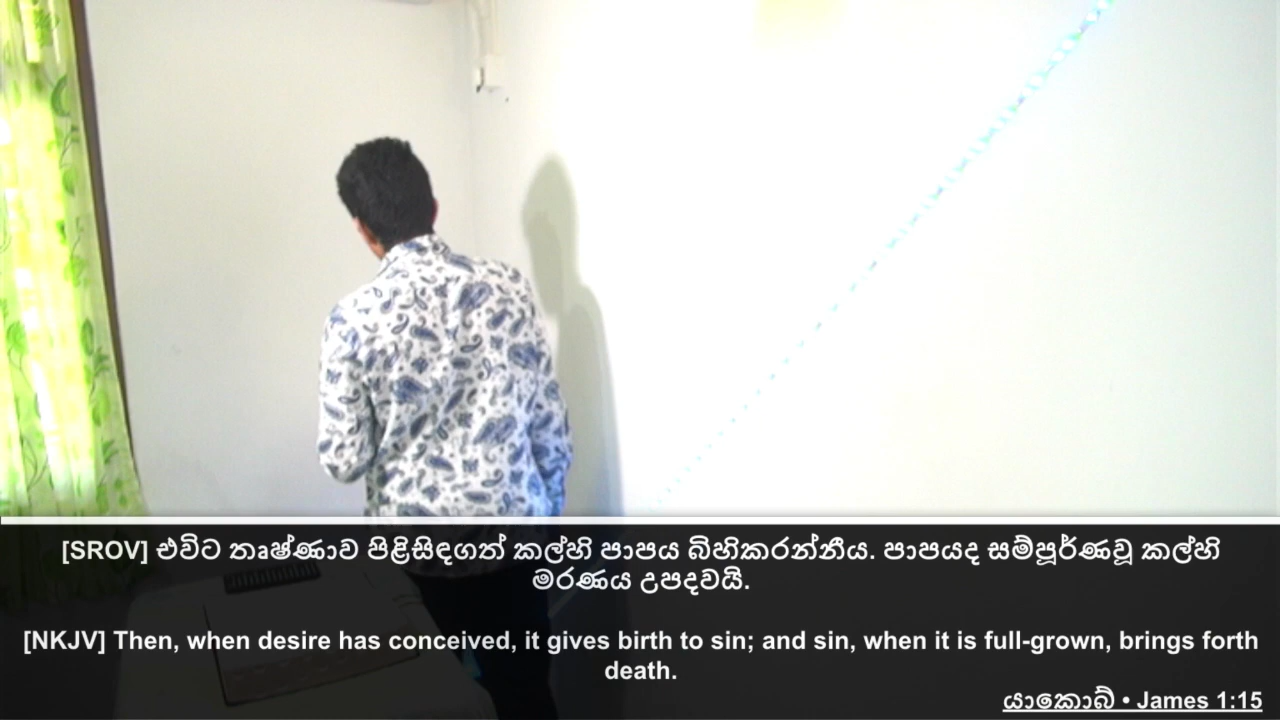 [SROV] එවිට තෘෂ්ණාව පිළිසිඳගත් කල්හි පාපය බිහිකරන්නීය. පාපයද සම්පූර්ණවූ කල්හි
මරණය උපදවයි.
[NKJV] Then, when desire has conceived, it gives birth to sin; and sin, when it is full-grown, brings forth
death.
යාකොබ් • James 1:15